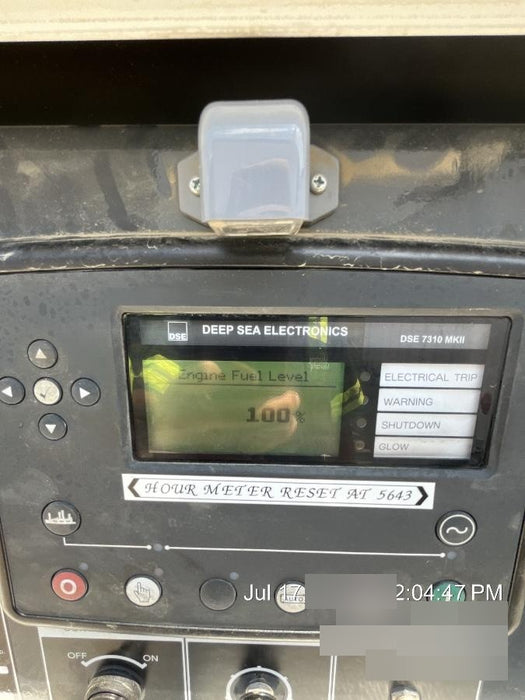 DSE
DEEP SEA ELECTRONICS
DSE 7310 MKII
Engine Fuel Level
100%
ELECTRICAL TRIP
WARNING
SHUTDOWN
GLOW
HOUR METER RESET AT 5643
Jul 17
2:04:47 PM
OFF
ON